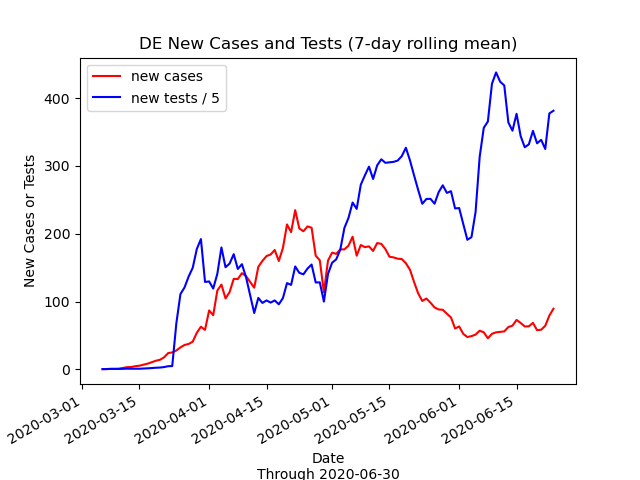 DE New Cases and Tests (7-day rolling mean)
new cases
new tests / 5
New Cases or Tests
400
300
200
100
0
2020-03-01
2020-03-15
2020-04-01
2020-04-15
2020-05-01
2020-05-15
2020-06-01
2020-06-15
Date
Through 2020-06-30